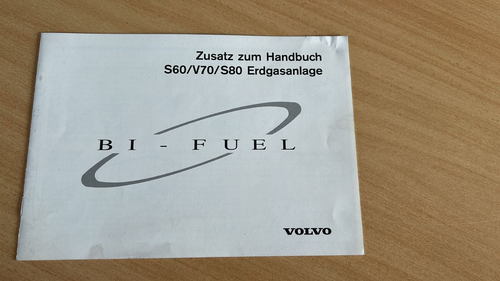 Zusatz zum Handbuch
S60/V70/S80 Erdgasanlage
BI-FUEL
VOLVO